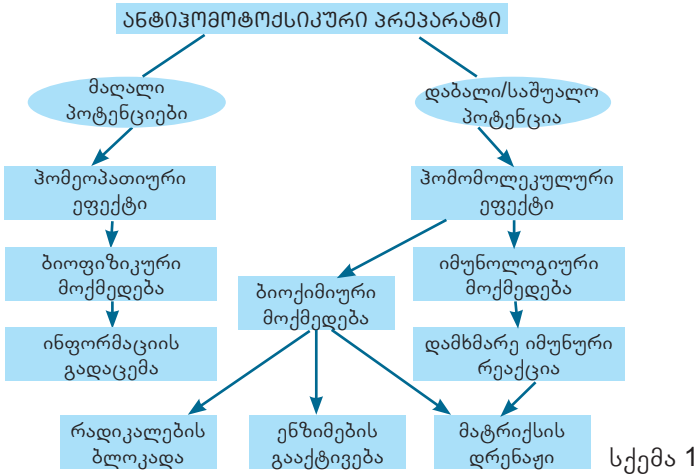 ანტიჰომოტოქსიკური პრეპარატი
მაღალი
პოტენციები
დაბალი/საშუალო
პოტენცია
ჰომეოპათიური
ეფექტი
ჰომომოლეკულური
ეფექტი
ბიოფიზიკური
მოქმედება
ბიოქიმიური
მოქმედება
იმუნოლოგიური
მოქმედება
ინფორმაციის
გადაცემა
დამხმარე იმუნური
რეაქცია
რადიკალების
ბლოკადა
ენზიმების
გააქტივება
მატრიქსის
დრენაჟი
სქემა 1